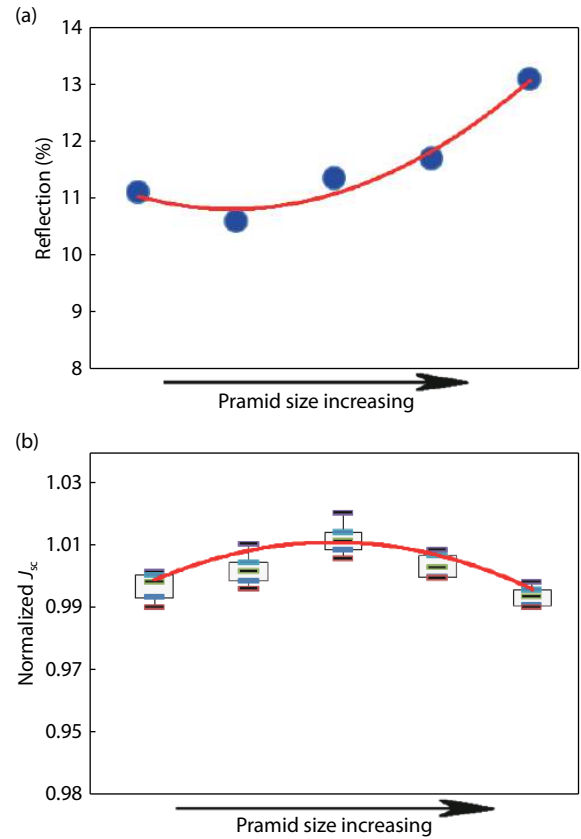 (a)
13
12
11
10
9
8
Reflection (%)
Pramid size increasing
(b)
1.03
1.01
0.99
0.97
0.95
0.98
Normalized Jsc
Pramid size increasing